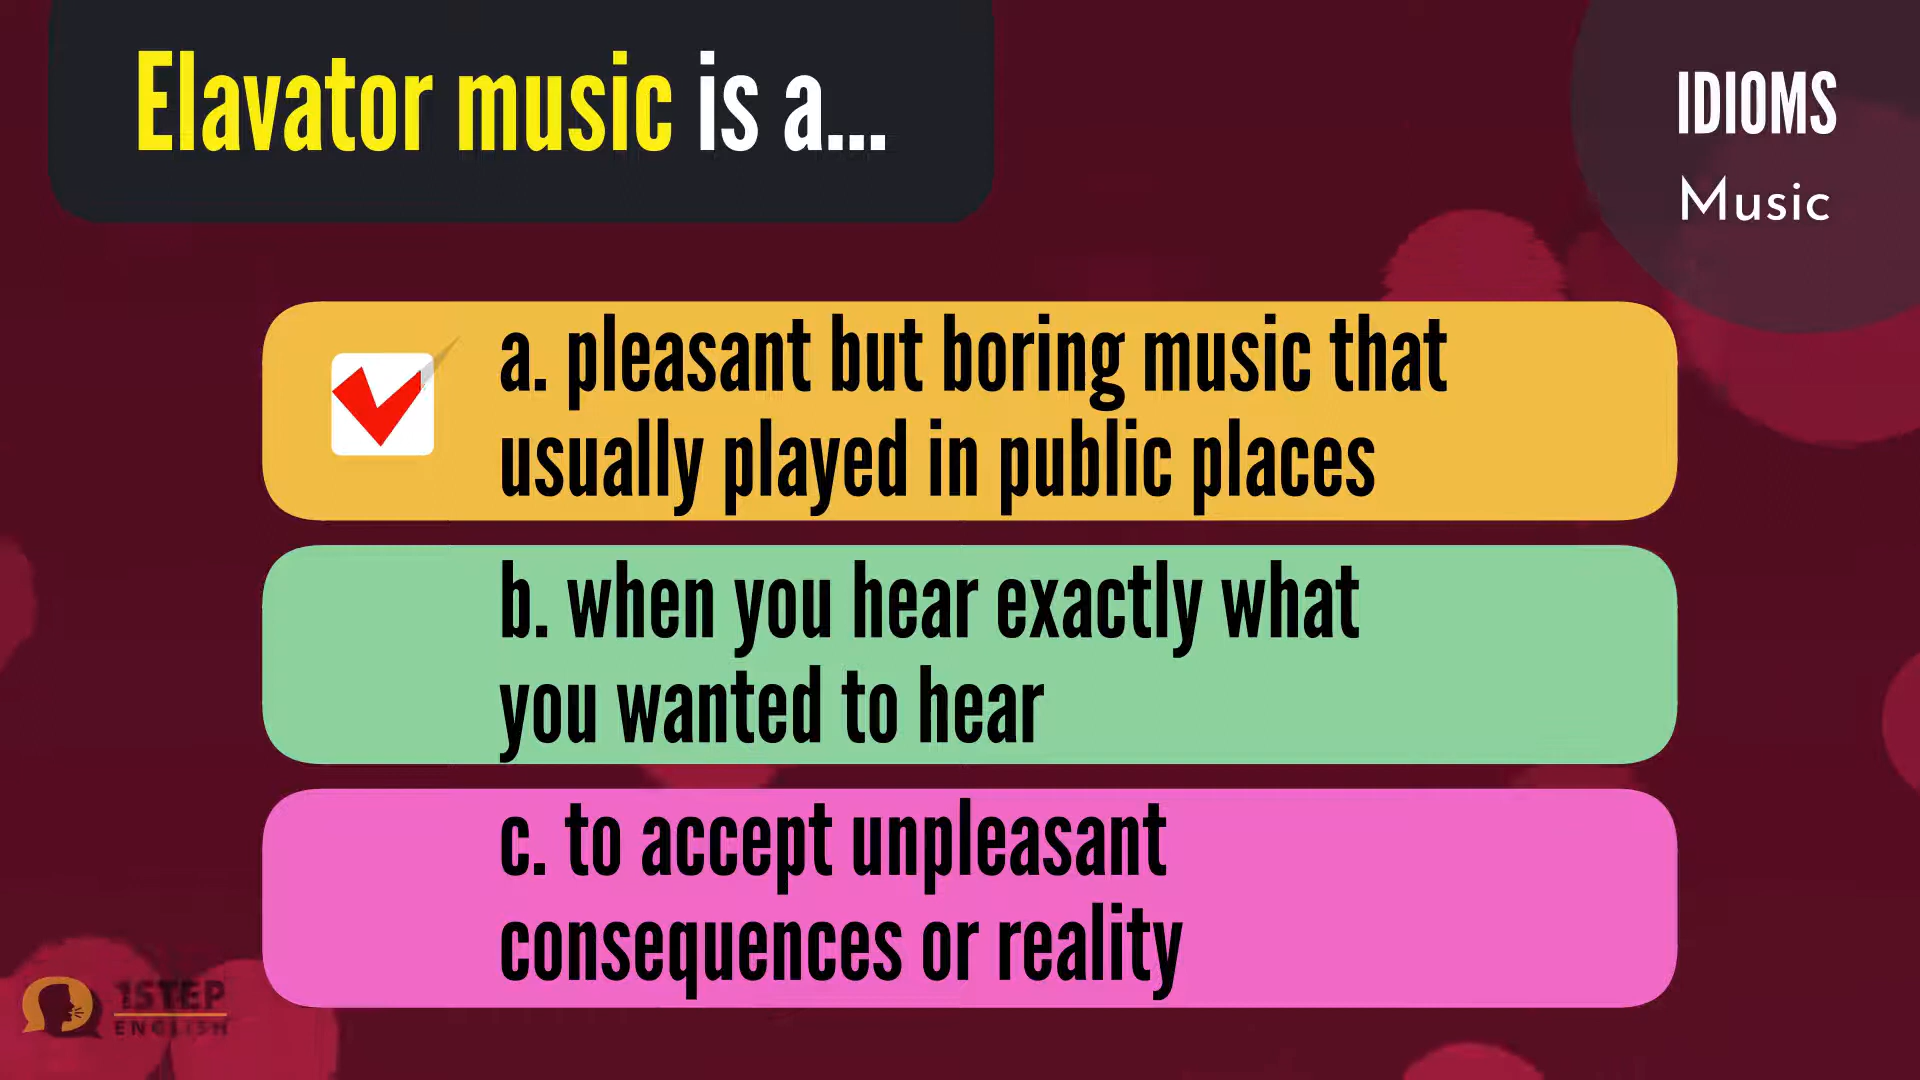 Elavator music is a...
IDIOMS
Music
a. pleasant but boring music that
usually played in public places
b. when you hear exactly what
you wanted to hear
c. to accept unpleasant
consequences or reality
1STEP
ENGLISH